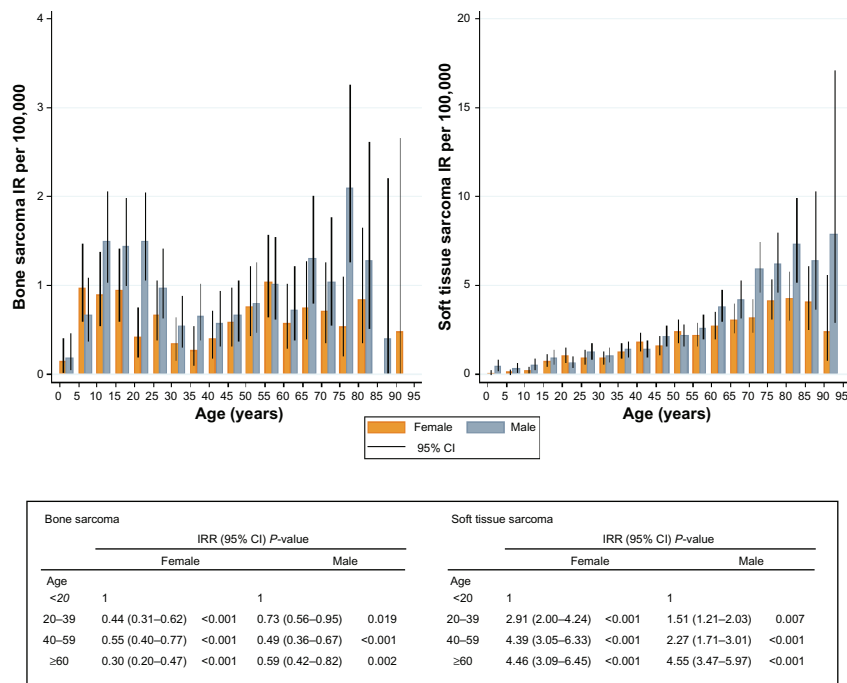 4
3
2
1
0
Bone sarcoma IR per 100,000
0 5 10 15 20 25 30 35 40 45 50 55 60 65 70 75 80 85 90 95
Age (years)
20
15
10
5
0
Soft tissue sarcoma IR per 100,000
0 5 10 15 20 25 30 35 40 45 50 55 60 65 70 75 80 85 90 95
Age (years)
Female Male
95% CI
Bone sarcoma
IRR (95% CI) P-value
Female Male
Age
<20 1 1
20–39 0.44 (0.31–0.62) <0.001 0.73 (0.56–0.95) 0.019
40–59 0.55 (0.40–0.77) <0.001 0.49 (0.36–0.67) <0.001
≥60 0.30 (0.20–0.47) <0.001 0.59 (0.42–0.82) 0.002
Soft tissue sarcoma
IRR (95% CI) P-value
Female Male
Age
<20 1 1
20–39 2.91 (2.00–4.24) <0.001 1.51 (1.21–2.03) 0.007
40–59 4.39 (3.05–6.33) <0.001 2.27 (1.71–3.01) <0.001
≥60 4.46 (3.09–6.45) <0.001 4.55 (3.47–5.97) <0.001